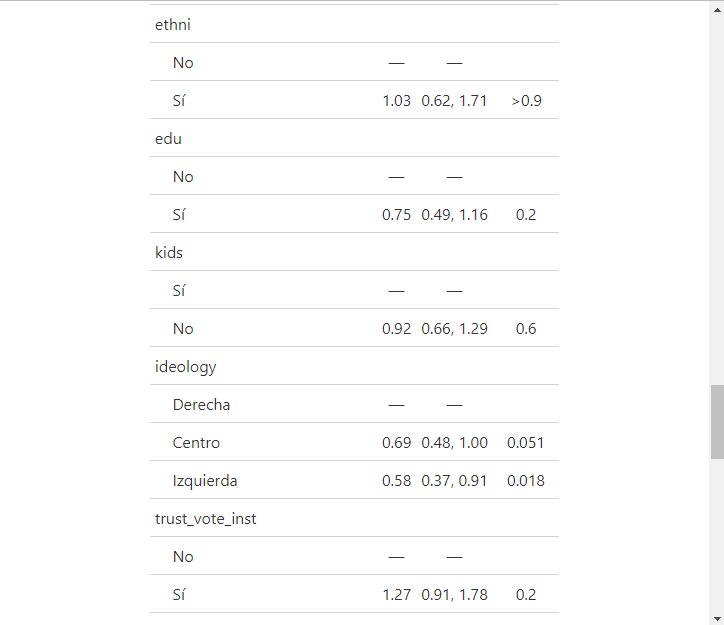 ethni
No — —
Sí 1.03 0.62, 1.71 >0.9
edu
No — —
Sí 0.75 0.49, 1.16 0.2
kids
Sí — —
No 0.92 0.66, 1.29 0.6
ideology
Derecha — —
Centro 0.69 0.48, 1.00 0.051
Izquierda 0.58 0.37, 0.91 0.018
trust_vote_inst
No — —
Sí 1.27 0.91, 1.78 0.2